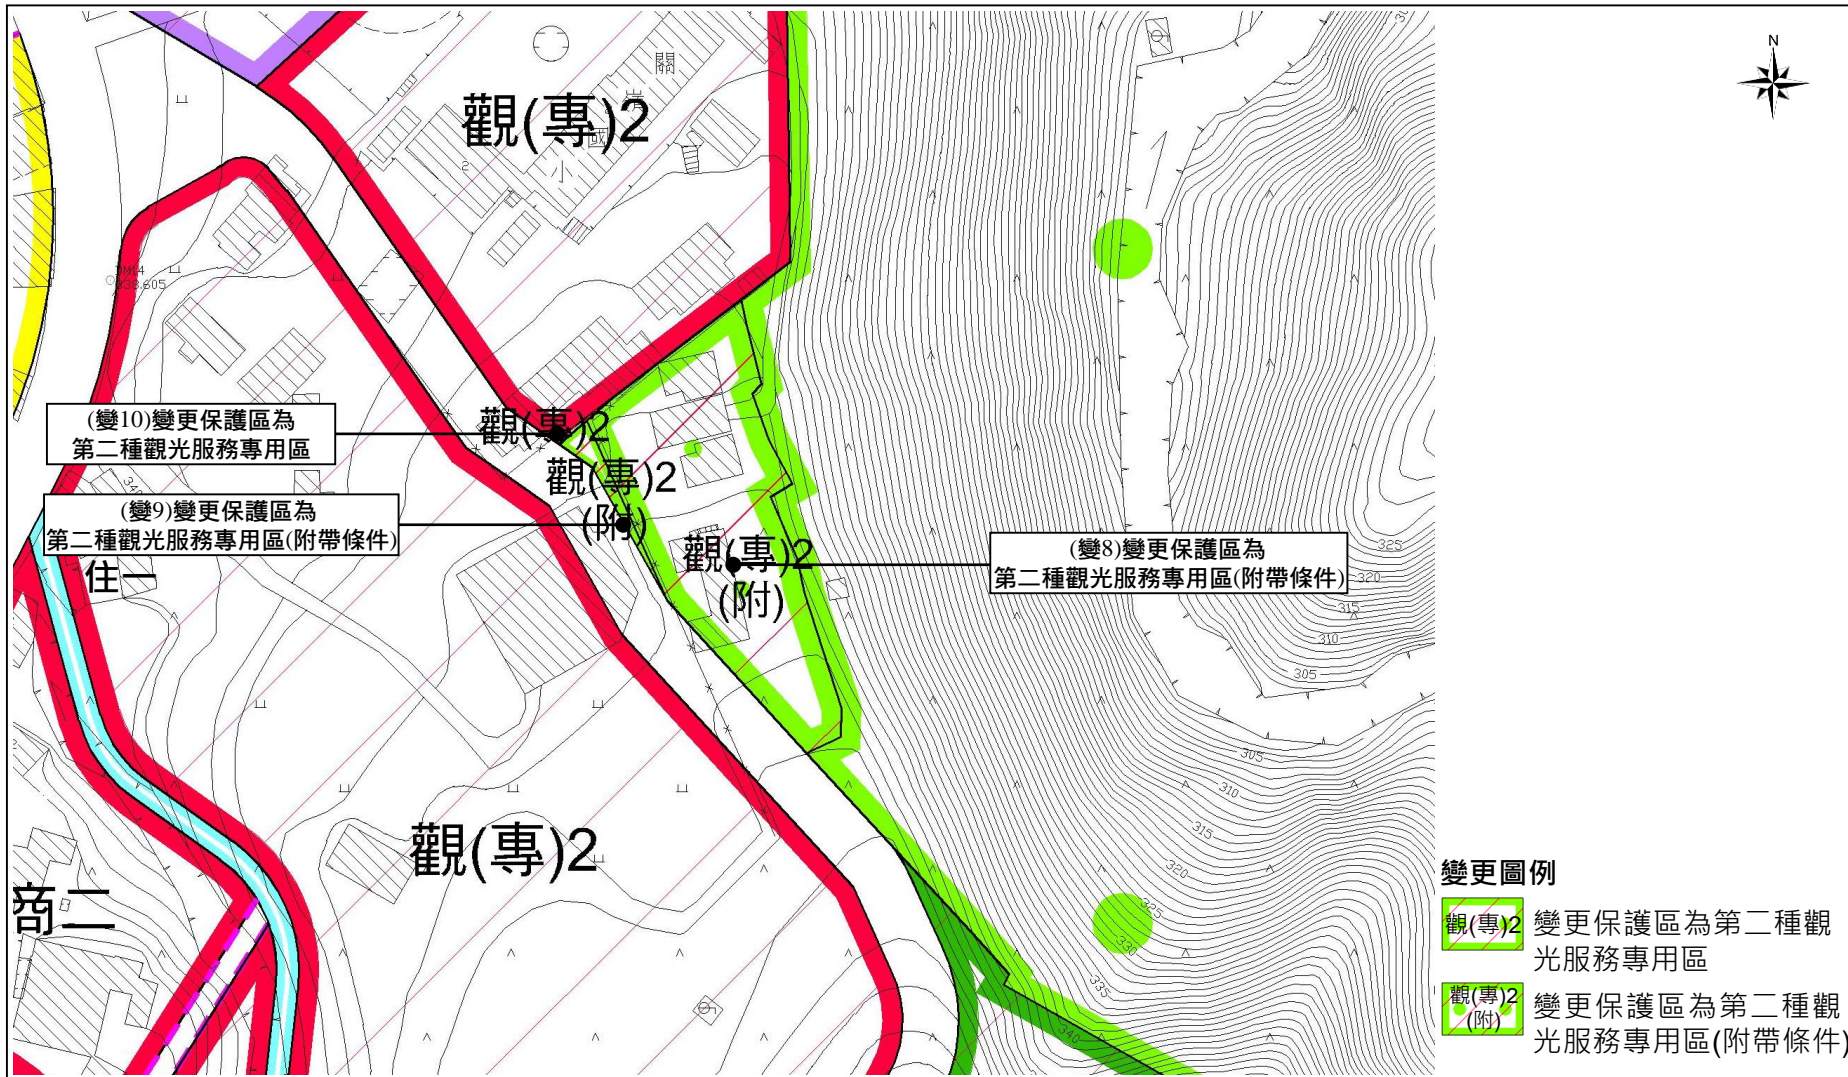 N
關
嶺
國
小
觀(專)2
2
觀(專)2
(變10)變更保護區為
第二種觀光服務專用區
觀(專)2
(附)
(變9)變更保護區為
第二種觀光服務專用區(附帶條件)
觀(專)2
(附)
(變8)變更保護區為
第二種觀光服務專用區(附帶條件)
住一
325
320
315
310
305
305
310
315
320
325
330
335
340
觀(專)2
商二
變更圖例
觀(專)2
變更保護區為第二種觀
光服務專用區
觀(專)2
(附)
變更保護區為第二種觀
光服務專用區(附帶條件)